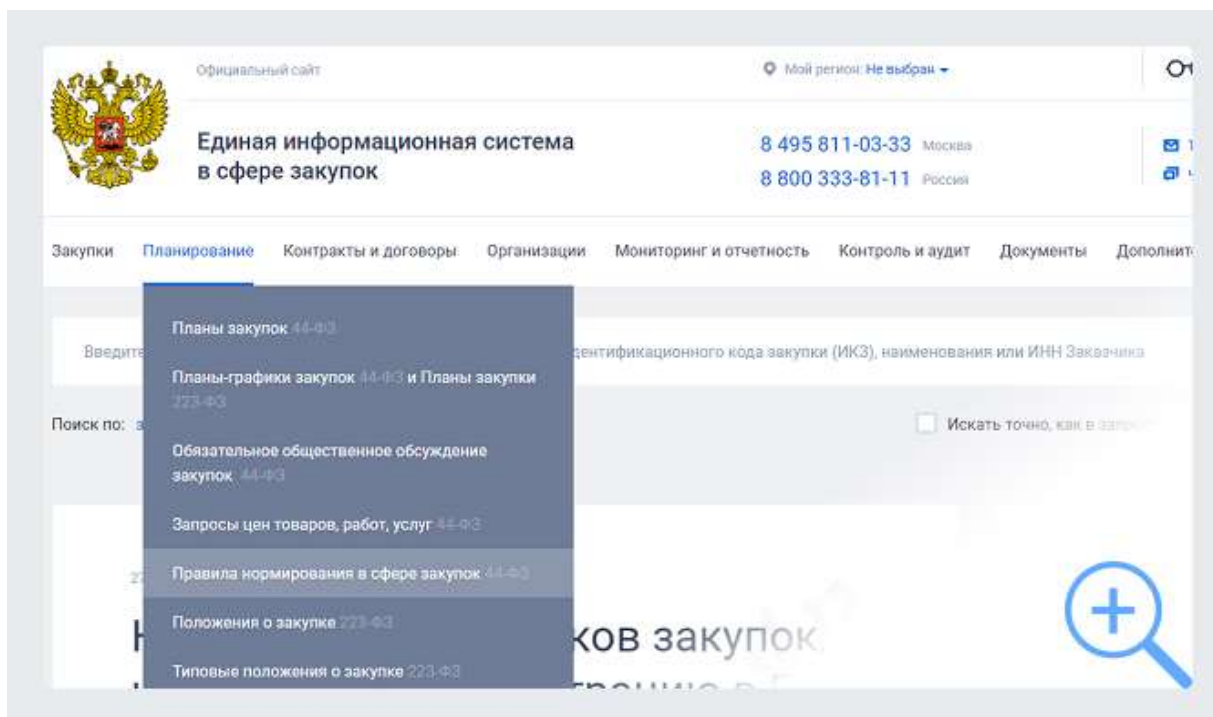 Официальный сайт
Мой регион: Не выбран
Единая информационная система
в сфере закупок
8 495 811-03-33 Москва
8 800 333-81-11 Россия
Закупки Планирование Контракты и договоры Организации Мониторинг и отчетность Контроль и аудит Документы
Планы закупок 44-ФЗ
идентификационного кода закупки (ИКЗ), наименования или ИНН Заказчика
Планы-графики закупок 44-ФЗ и Планы закупки
223-ФЗ
Поиск по:
Искать точно, как в запросе
Обязательное общественное обсуждение
закупок 44-ФЗ
Запросы цен товаров, работ, услуг 44-ФЗ
Правила нормирования в сфере закупок 44-ФЗ
Положения о закупке 223-ФЗ
закупок
Типовые положения о закупке 223-ФЗ